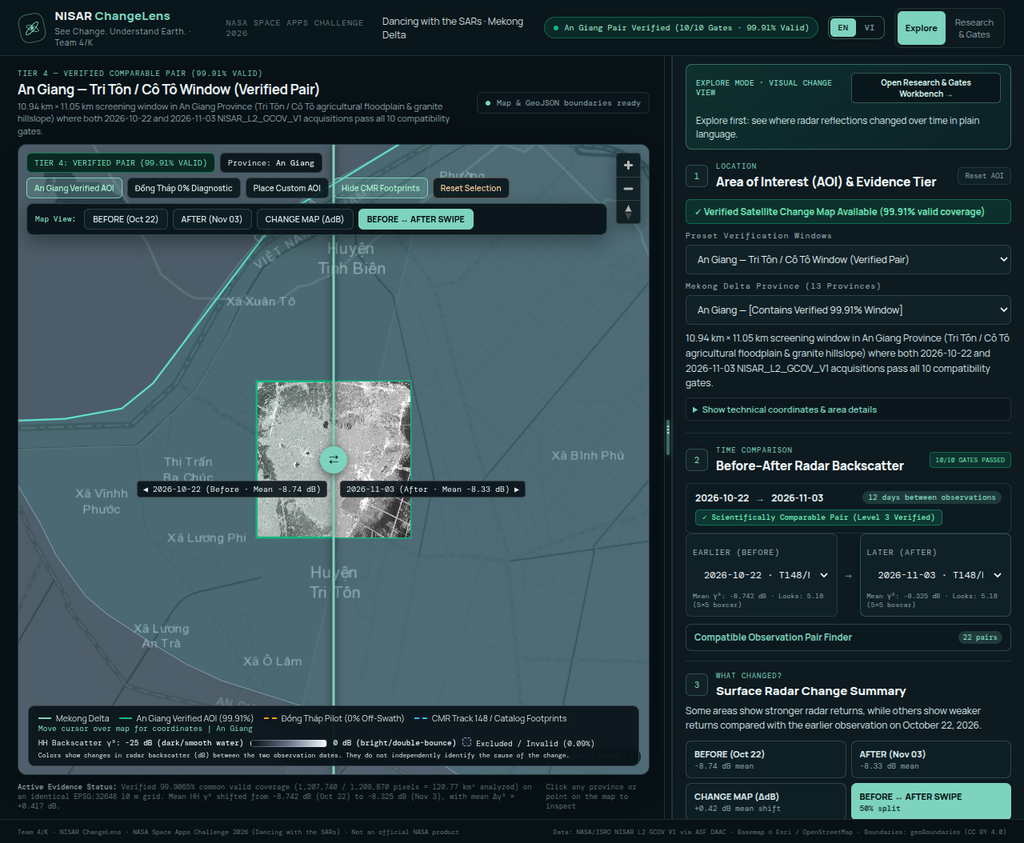 NISAR ChangeLens
See Change. Understand Earth. ·
Team 4/K
NASA SPACE APPS CHALLENGE
2026
Dancing with the SARs · Mekong
Delta
An Giang Pair Verified (10/10 Gates · 99.91% Valid)
EN VI
Explore
Research
& Gates
TIER 4 — VERIFIED COMPARABLE PAIR (99.91% VALID)
An Giang — Tri Tôn / Cô Tô Window (Verified Pair)
10.94 km × 11.05 km screening window in An Giang Province (Tri Tôn / Cô Tô agricultural floodplain & granite
hillslope) where both 2026-10-22 and 2026-11-03 NISAR_L2_GCOV_V1 acquisitions pass all 10 compatibility
gates.
Map & GeoJSON boundaries ready
TIER 4: VERIFIED PAIR (99.91% VALID)
Province: An Giang
An Giang Verified AOI
Đồng Tháp 0% Diagnostic
Place Custom AOI
Hide CMR Footprints
Reset Selection
Map View:
BEFORE (Oct 22)
AFTER (Nov 03)
CHANGE MAP (ΔdB)
BEFORE ↔ AFTER SWIPE
Phường
VIỆT NAM
Huyện
Tịnh Biên
Xã Xuân Tô
Thị Trấn
Ba Chúc
Xã Bình Phú
Xã Vĩnh
Phước
◀ 2026-10-22 (Before · Mean -8.74 dB)
2026-11-03 (After · Mean -8.33 dB) ▶
Xã Lương Phi
Huyện
Tri Tôn
Xã Lương
An Trà
Xã Ô Lâm
AN
Mekong Delta
An Giang Verified AOI (99.91%)
Đồng Tháp Pilot (0% Off-Swath)
CMR Track 148 / Catalog Footprints
Move cursor over map for coordinates | An Giang
HH Backscatter γ⁰: -25 dB (dark/smooth water)
0 dB (bright/double-bounce)
Excluded / Invalid (0.09%)
Colors show changes in radar backscatter (dB) between the two observation dates. They do not independently identify the cause of the change.
Active Evidence Status: Verified 99.9065% common valid coverage (1,207,740 / 1,208,870 pixels = 120.77 km² analyzed) on
an identical EPSG:32648 10 m grid. Mean HH γ⁰ shifted from -8.742 dB (Oct 22) to -8.325 dB (Nov 3), with mean Δγ⁰ =
+0.417 dB.
Click any province or
point on the map to
inspect
EXPLORE MODE · VISUAL CHANGE
VIEW
Open Research & Gates
Workbench →
Explore first: see where radar reflections changed over time in plain
language.
1
LOCATION
Area of Interest (AOI) & Evidence Tier
Reset AOI
✓ Verified Satellite Change Map Available (99.91% valid coverage)
Preset Verification Windows
An Giang — Tri Tôn / Cô Tô Window (Verified Pair)
Mekong Delta Province (13 Provinces)
An Giang — [Contains Verified 99.91% Window]
10.94 km × 11.05 km screening window in An Giang Province (Tri Tôn / Cô Tô
agricultural floodplain & granite hillslope) where both 2026-10-22 and
2026-11-03 NISAR_L2_GCOV_V1 acquisitions pass all 10 compatibility
gates.
▶ Show technical coordinates & area details
2
TIME COMPARISON
Before–After Radar Backscatter
10/10 GATES PASSED
2026-10-22 → 2026-11-03
12 days between observations
✓ Scientifically Comparable Pair (Level 3 Verified)
EARLIER (BEFORE)
2026-10-22 · T148/F
Mean γ⁰: -8.742 dB · Looks: 5.18
(5×5 boxcar)
→
LATER (AFTER)
2026-11-03 · T148/F
Mean γ⁰: -8.325 dB · Looks: 5.18
(5×5 boxcar)
Compatible Observation Pair Finder
22 pairs
3
WHAT CHANGED?
Surface Radar Change Summary
Some areas show stronger radar returns, while others show weaker
returns compared with the earlier observation on October 22, 2026.
BEFORE (Oct 22)
-8.74 dB mean
AFTER (Nov 03)
-8.33 dB mean
CHANGE MAP (ΔdB)
+0.42 dB mean shift
BEFORE ↔ AFTER SWIPE
50% split
Team 4/K · NISAR ChangeLens · NASA Space Apps Challenge 2026 (Dancing with the SARs) · Not an official NASA product
Data: NASA/ISRO NISAR L2 GCOV V1 via ASF DAAC · Basemap © Esri / OpenStreetMap · Boundaries: geoBoundaries (CC BY 4.0)